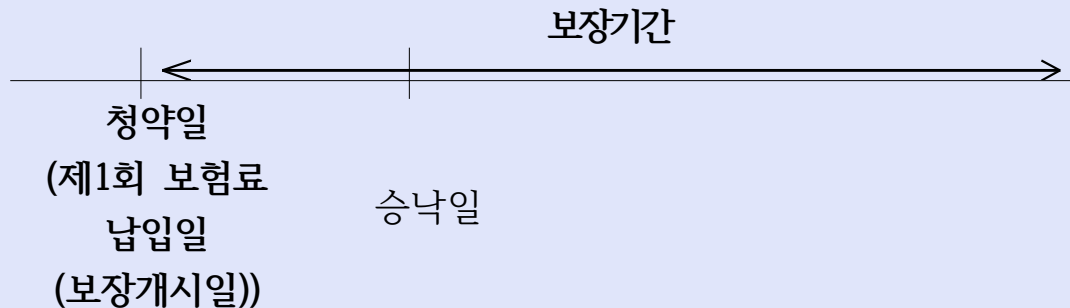 보장기간
청약일
(제1회 보험료
납입일
(보장개시일))
승낙일